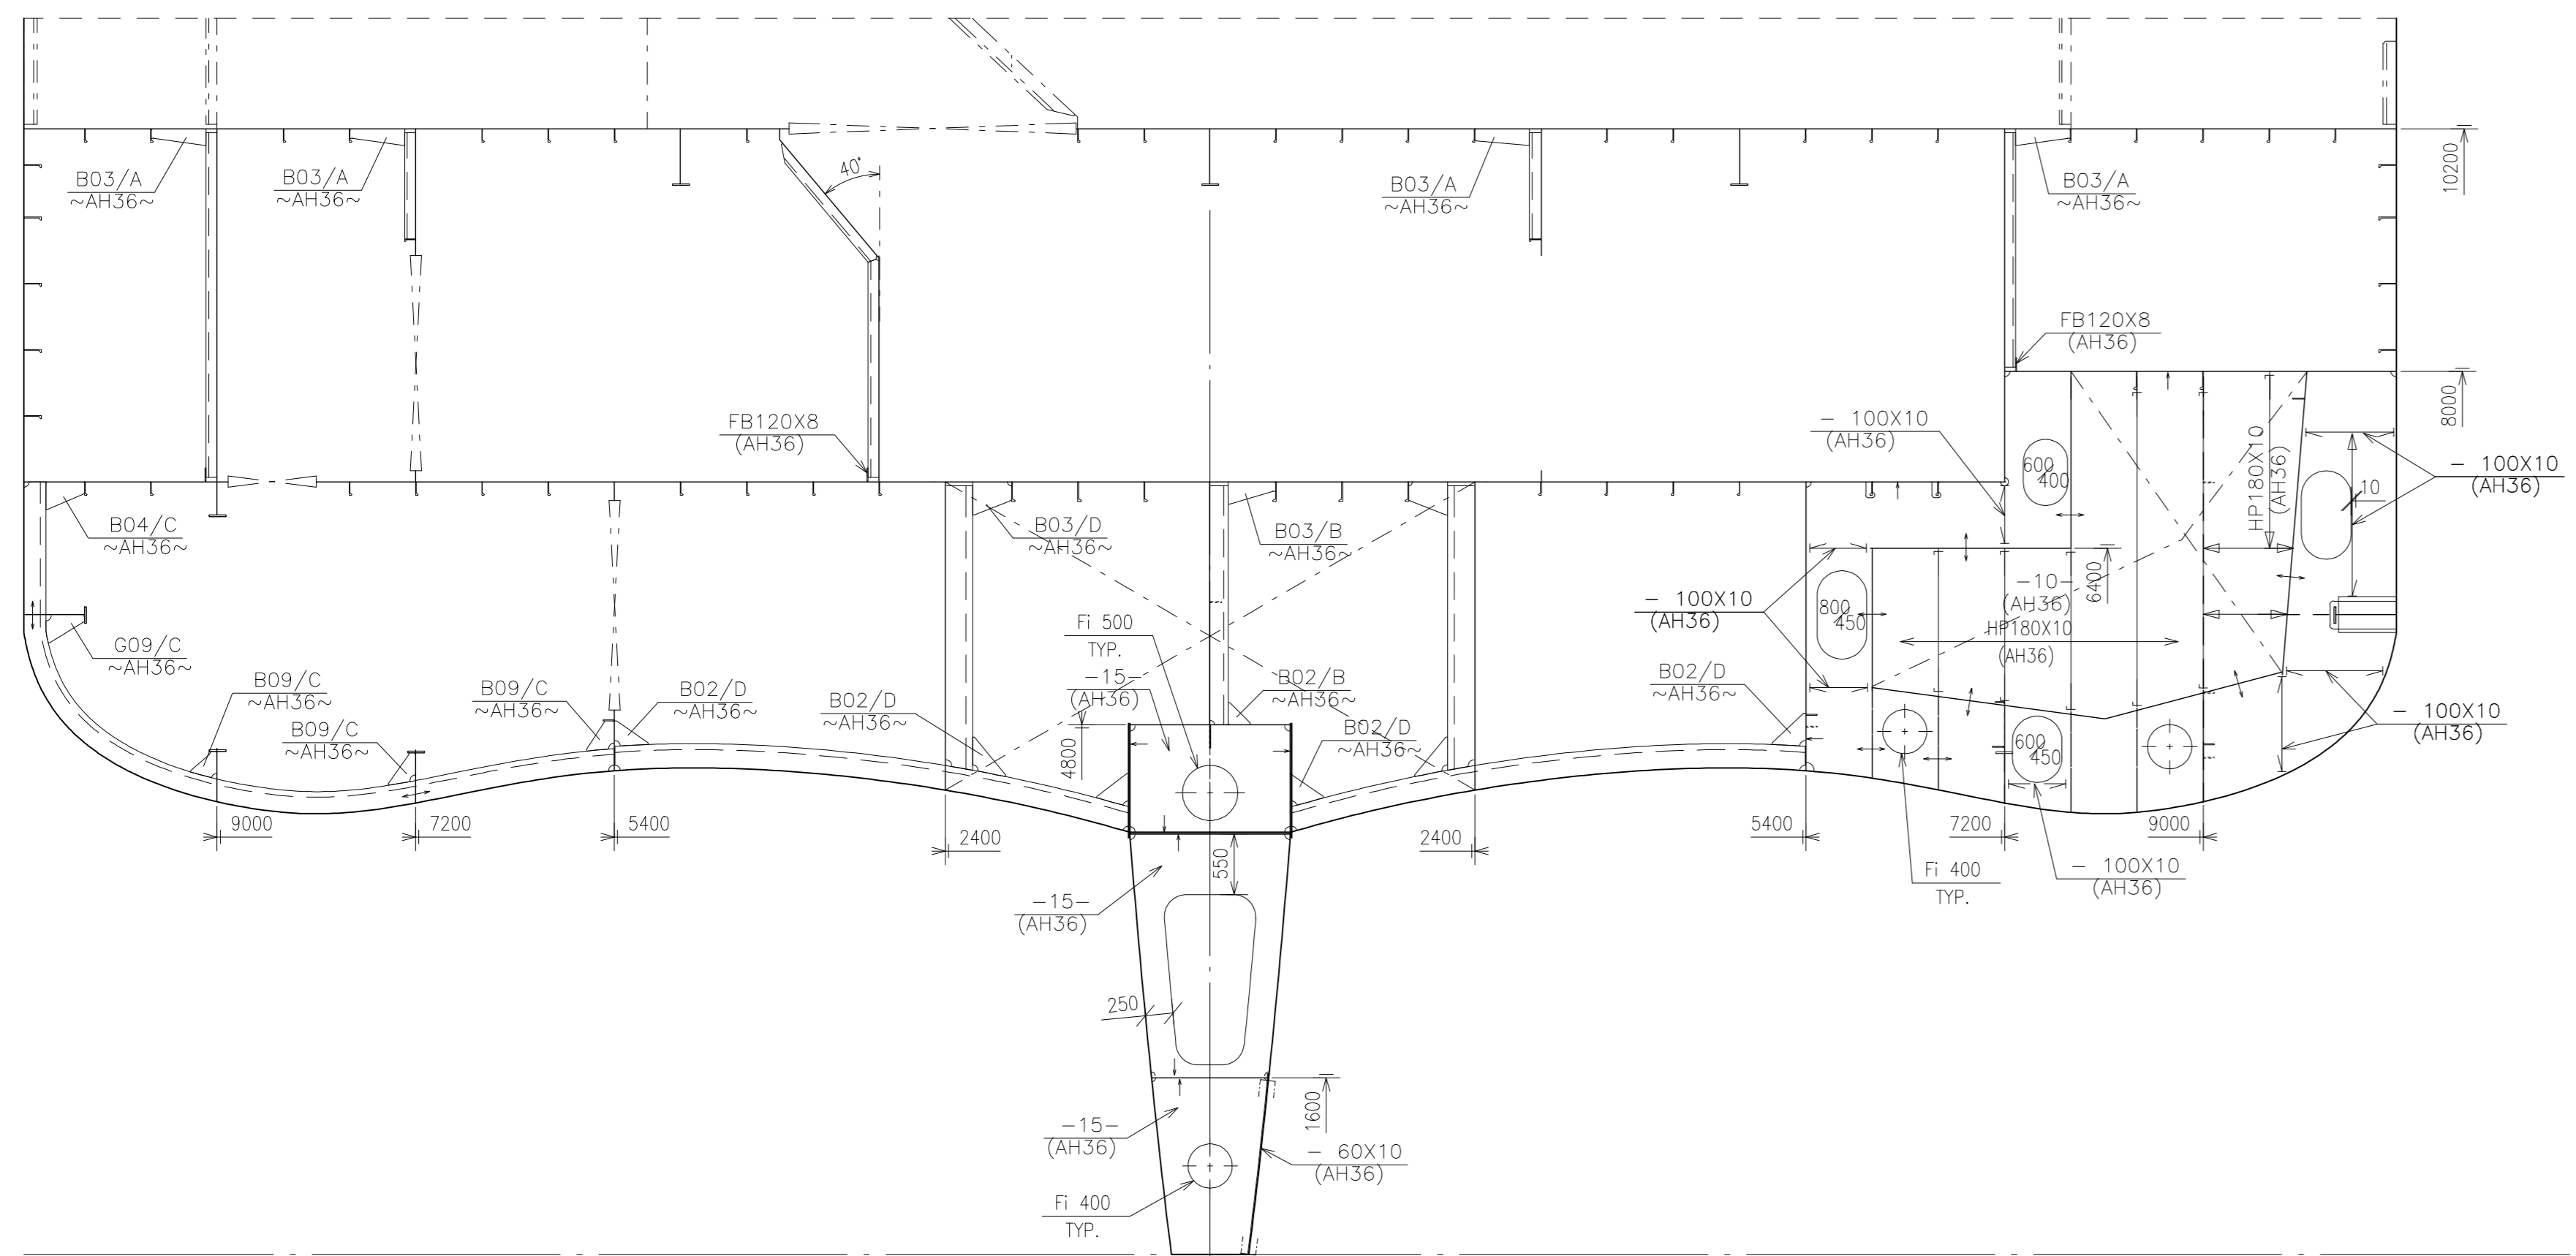 40°
B03/A
~AH36~
B03/A
~AH36~
B03/A
~AH36~
B03/A
~AH36~
10200
FB120X8
(AH36)
8000
FB120X8
(AH36)
- 100X10
(AH36)
600
400
HP180X10
(AH36)
- 100X10
(AH36)
10
B04/C
~AH36~
B03/D
~AH36~
B03/B
~AH36~
6400
-10-
(AH36)
HP180X10
(AH36)
- 100X10
(AH36)
800
450
G09/C
~AH36~
Fi 500
TYP.
-15-
(AH36)
B09/C
~AH36~
B09/C
~AH36~
B02/D
~AH36~
B02/D
~AH36~
B02/B
~AH36~
B02/D
~AH36~
B02/D
~AH36~
B09/C
~AH36~
4800
600
450
- 100X10
(AH36)
9000
7200
5400
2400
2400
5400
7200
9000
550
Fi 400
TYP.
- 100X10
(AH36)
-15-
(AH36)
250
1600
-15-
(AH36)
- 60X10
(AH36)
Fi 400
TYP.